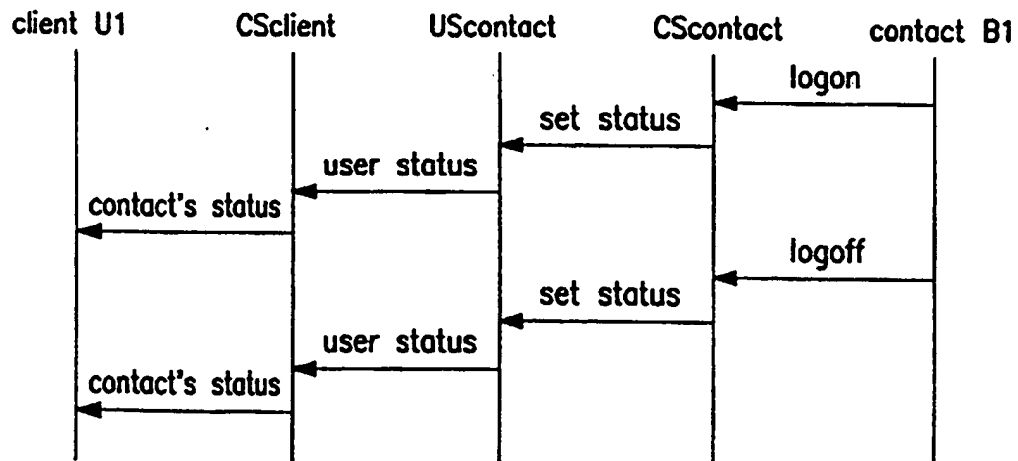 client U1 CSclient UScontact CScontact contact B1
logon
set status
user status
contact's status
logoff
set status
user status
contact's status